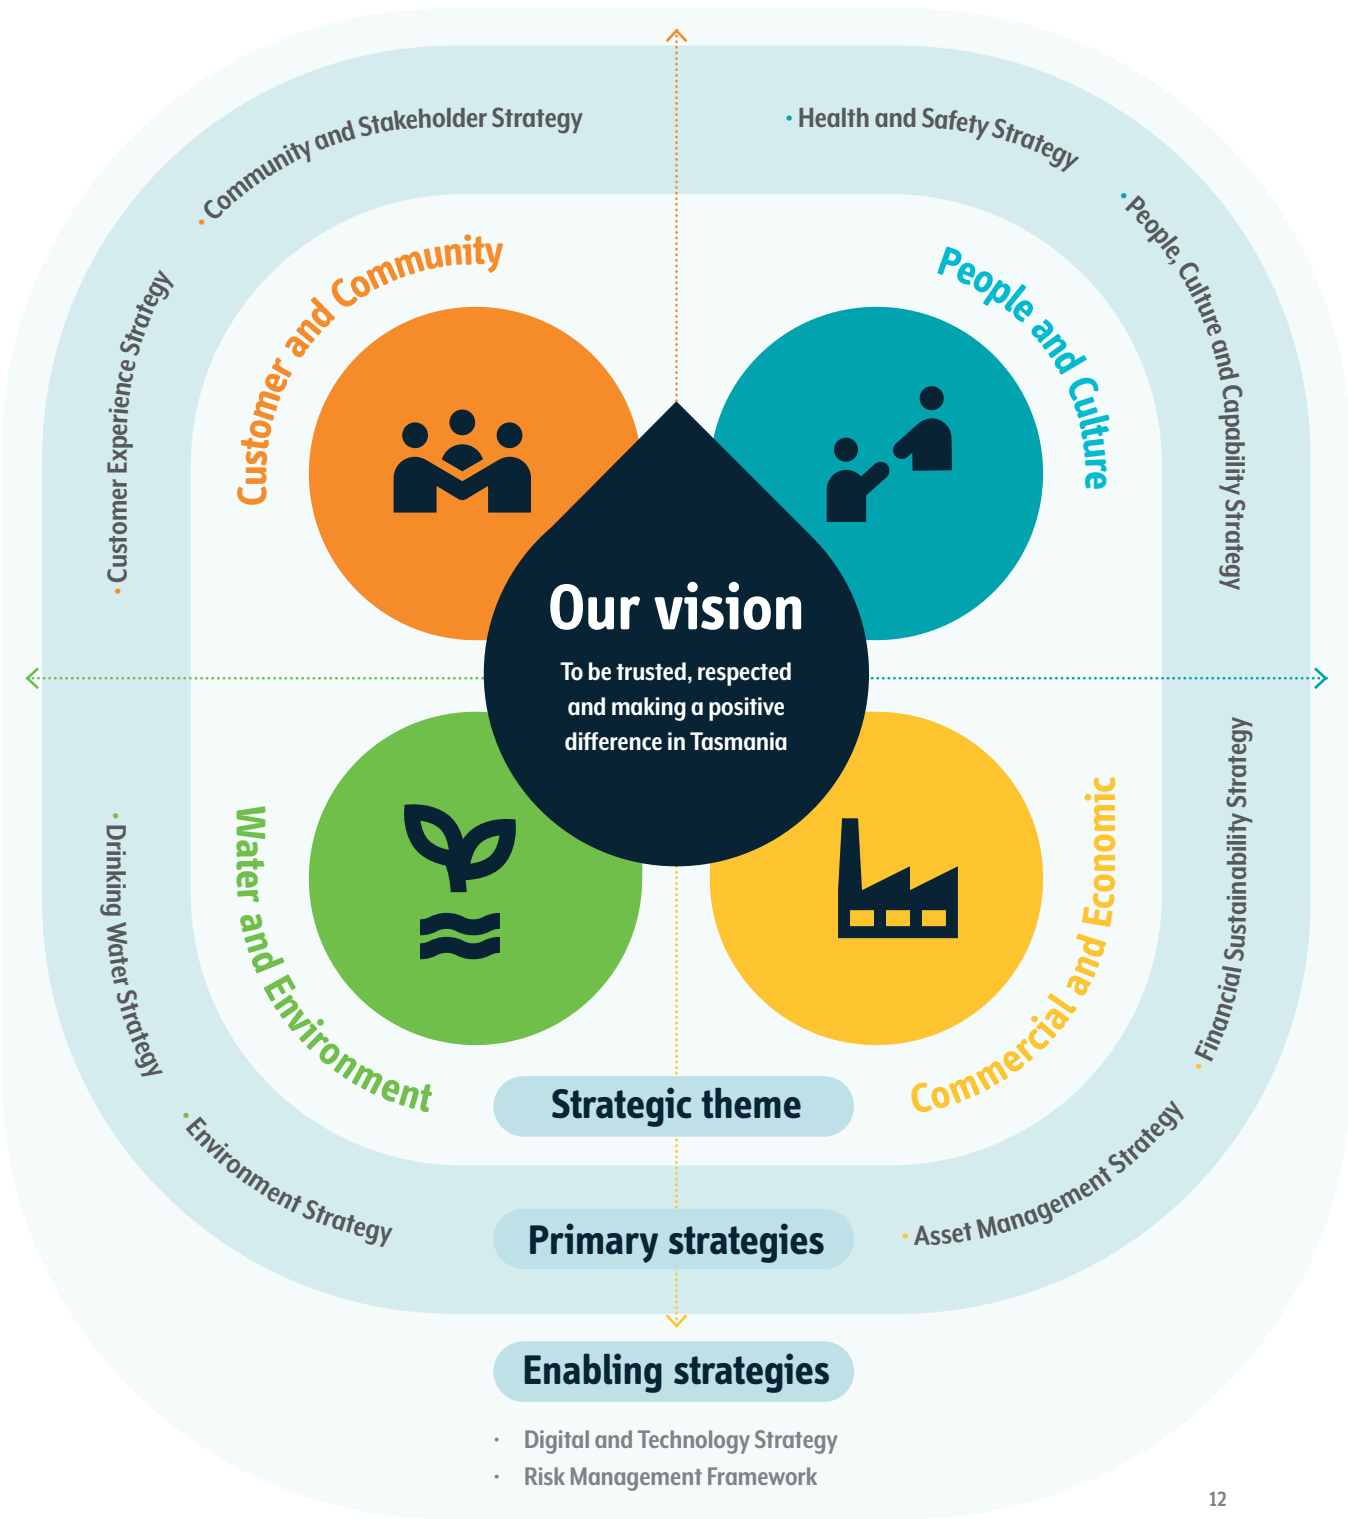 • Community and Stakeholder Strategy
• Customer Experience Strategy
Customer and Community
• Health and Safety Strategy
• People, Culture and Capability Strategy
People and Culture
Our vision
To be trusted, respected
and making a positive
difference in Tasmania
Water and Environment
• Drinking Water Strategy
• Environment Strategy
Commercial and Economic
• Financial Sustainability Strategy
• Asset Management Strategy
Strategic theme
Primary strategies
Enabling strategies
• Digital and Technology Strategy
• Risk Management Framework
12